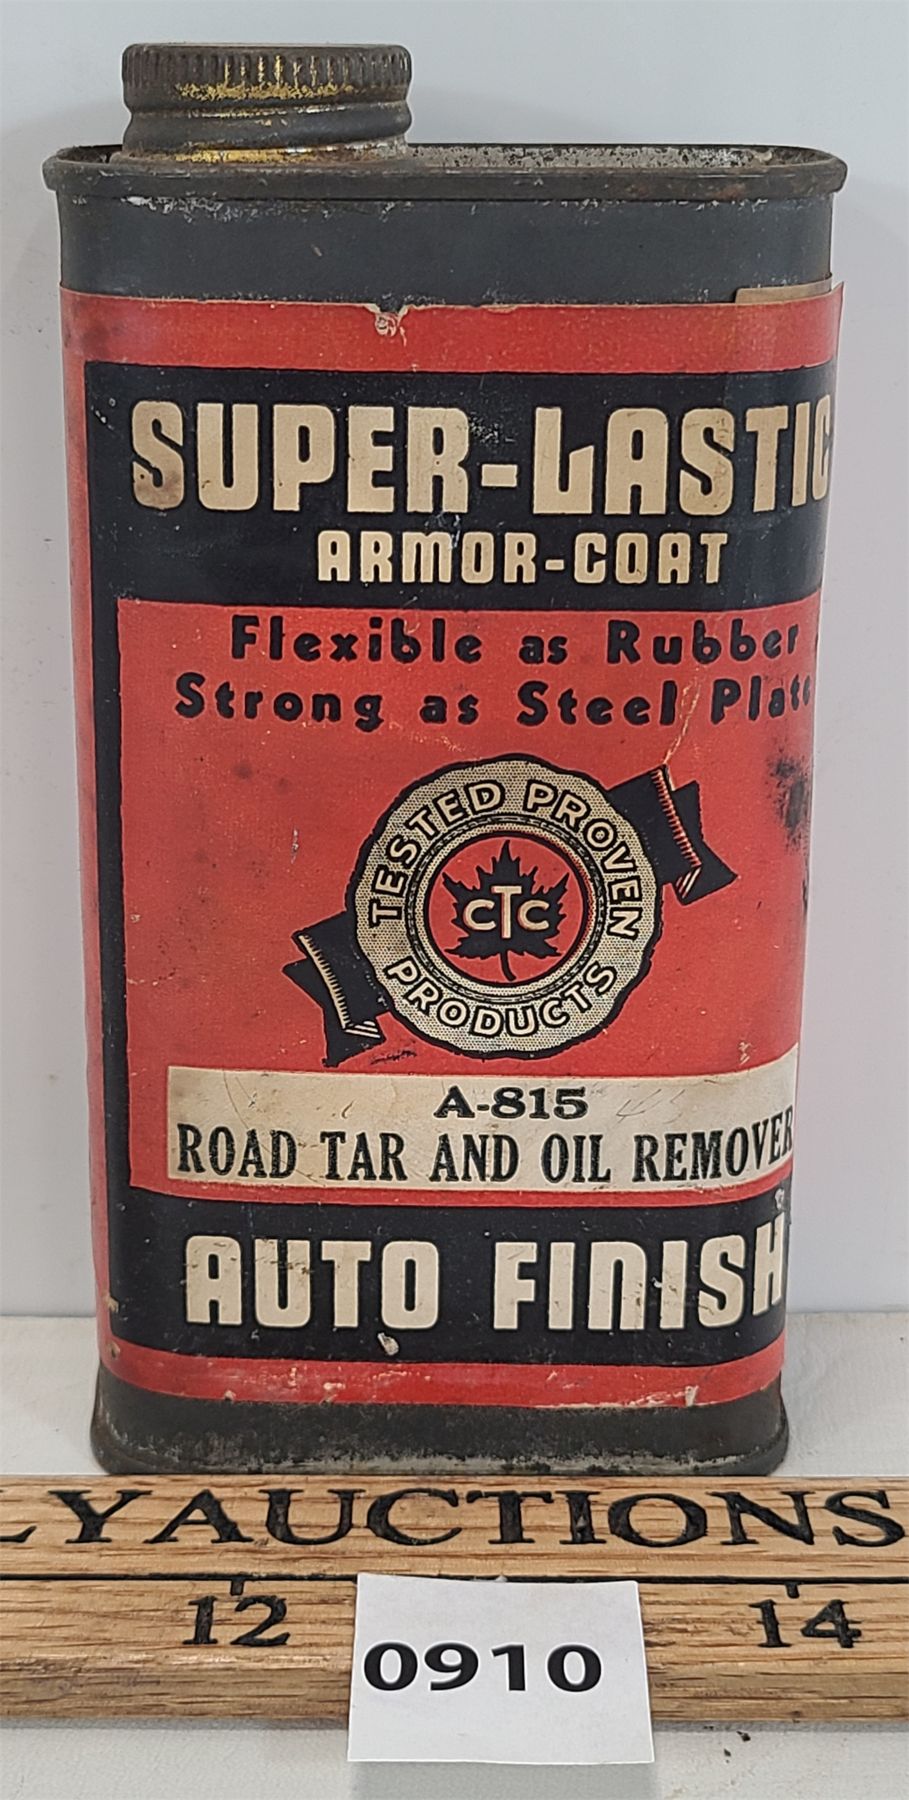 SUPER-LASTIC
ARMOR-COAT
Flexible as Rubber -
Strong as Steel Plate
TESTED PROVEN
CTC
PRODUCTS
A-815
ROAD TAR AND OIL REMOVER
AUTO FINISH
LYAUCTIONS
12 14
0910